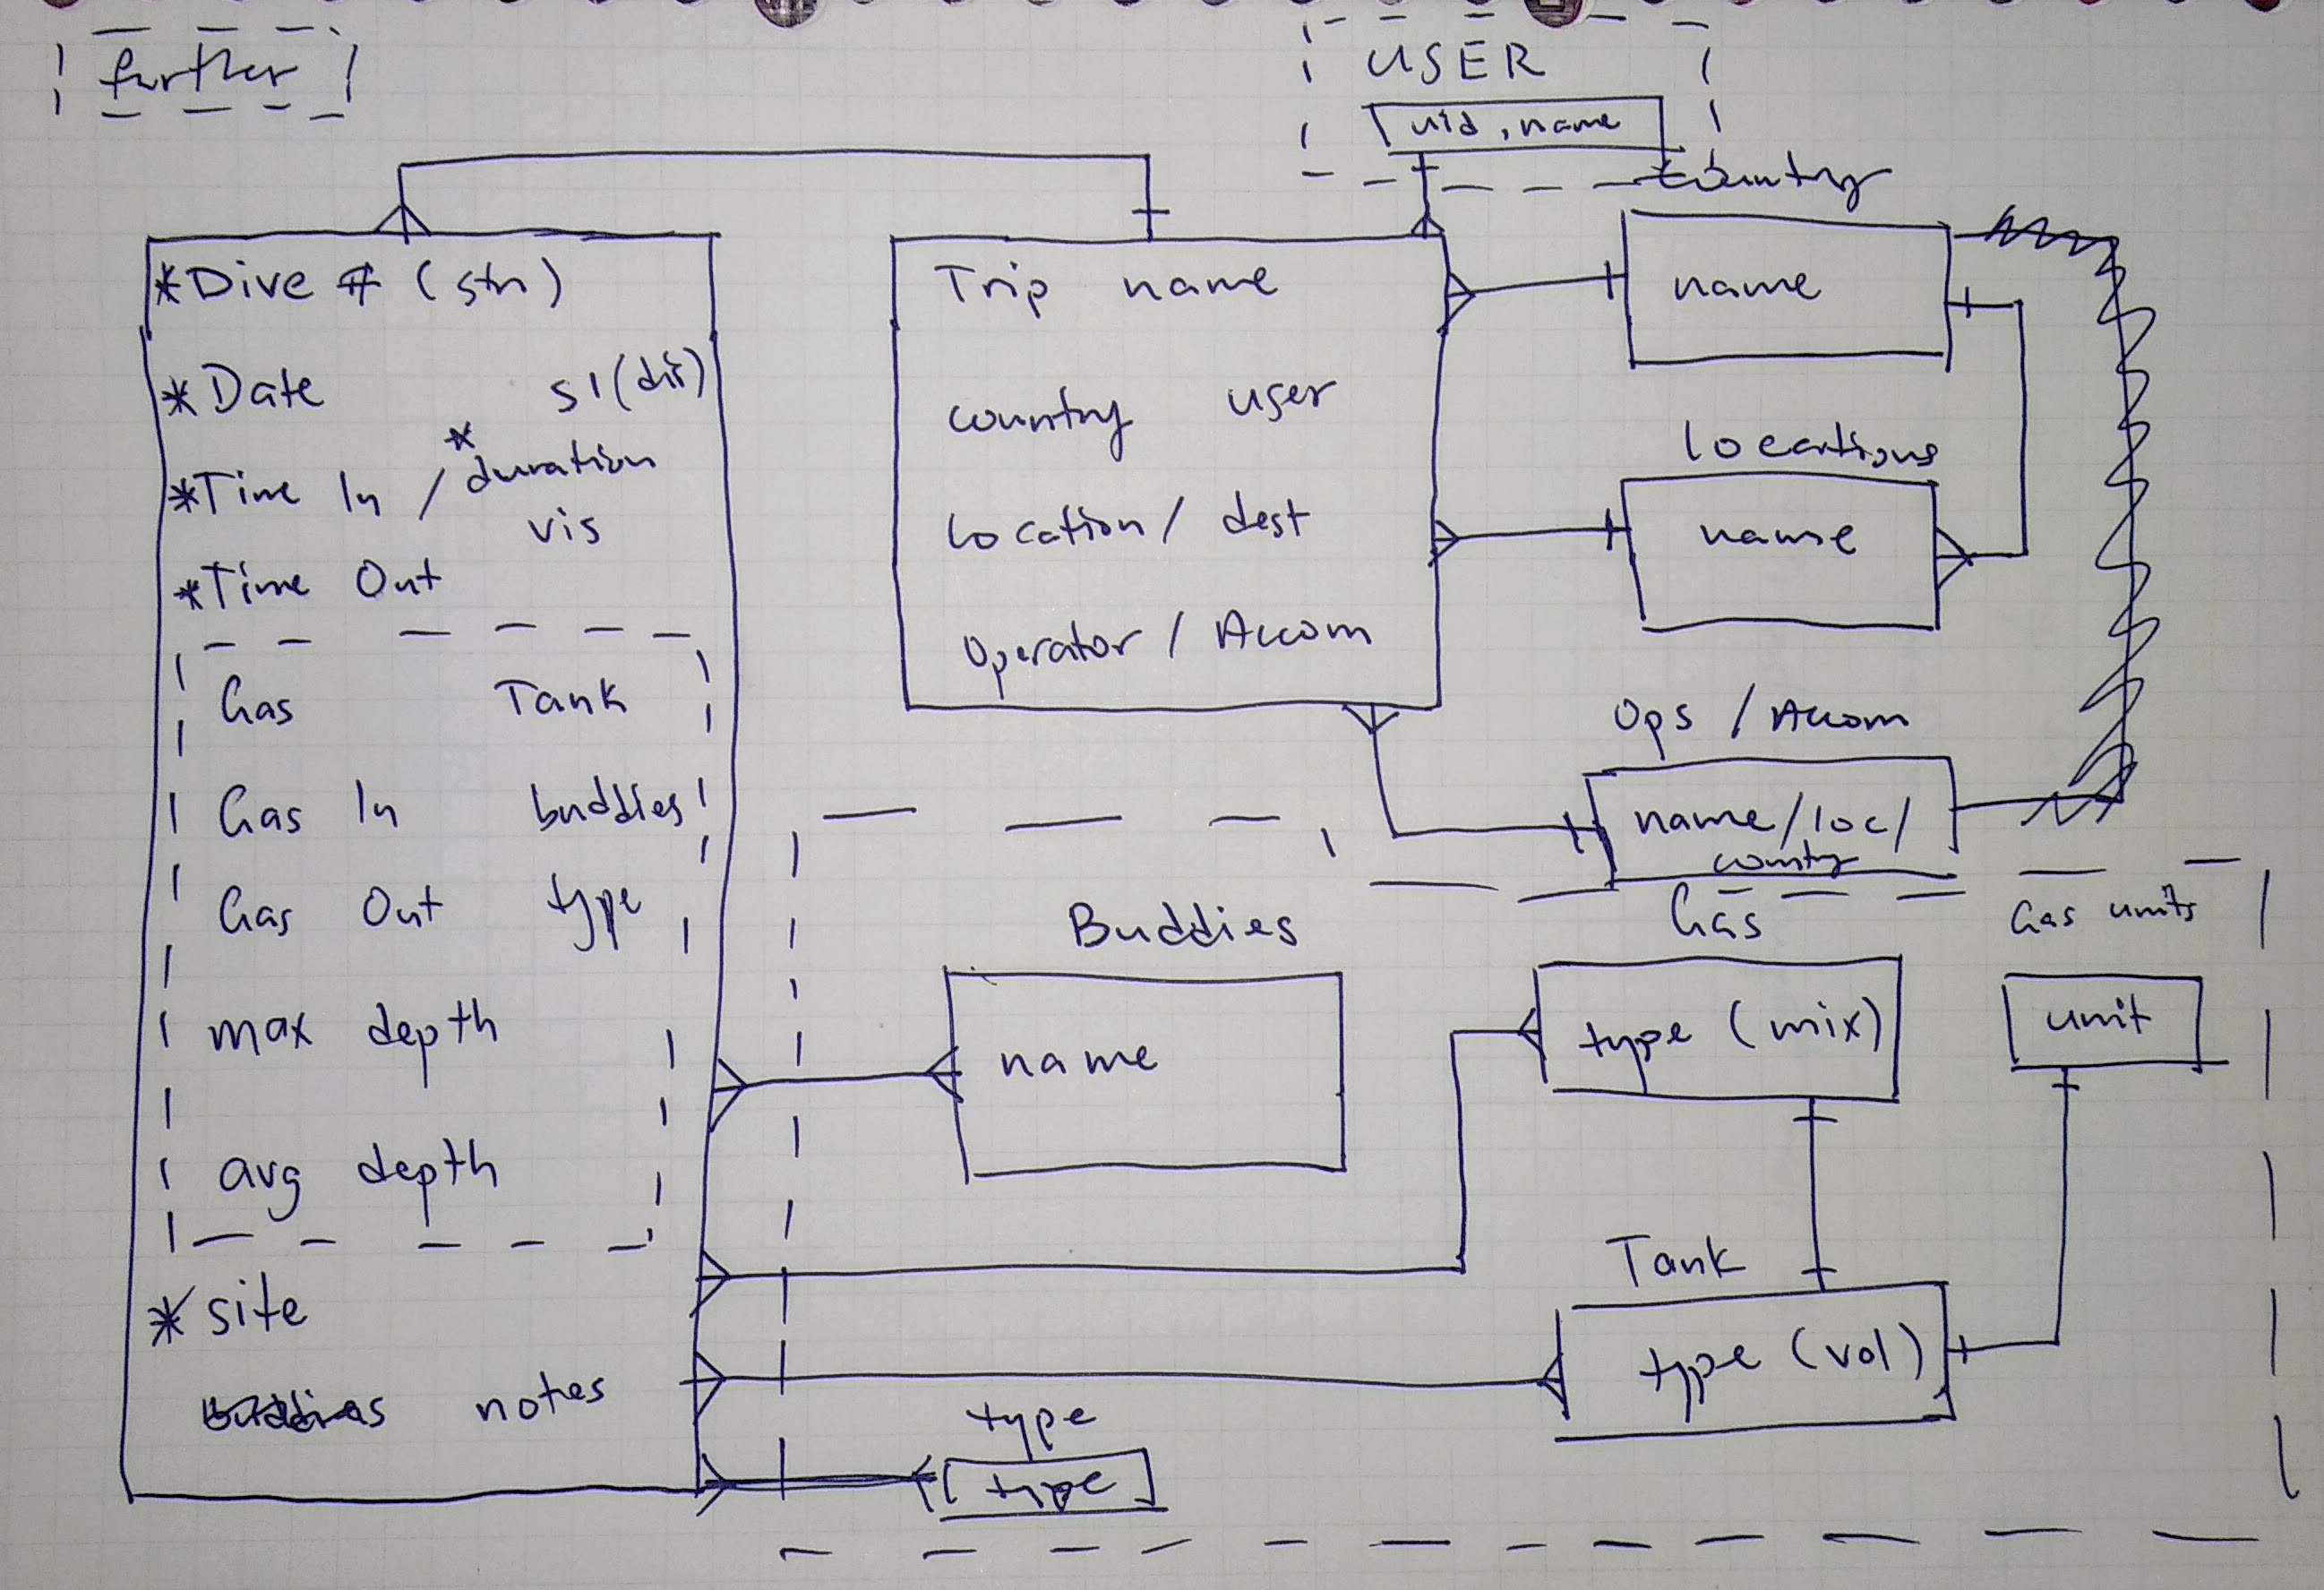 further
USER
uid, name
Country
name
locations
name
Ops / Accom
name/loc/
country
Trip name
country user
location / dest
operator / Accom
*Dive # (str)
*Date
SI (dif)
*Time In / *duration
vis
*Time Out
Gas Tank
Gas In buddies
Gas Out type
max depth
avg depth
*site
buddies notes
Buddies
name
Gas
type (mix)
Gas units
unit
Tank
type (vol)
type
type